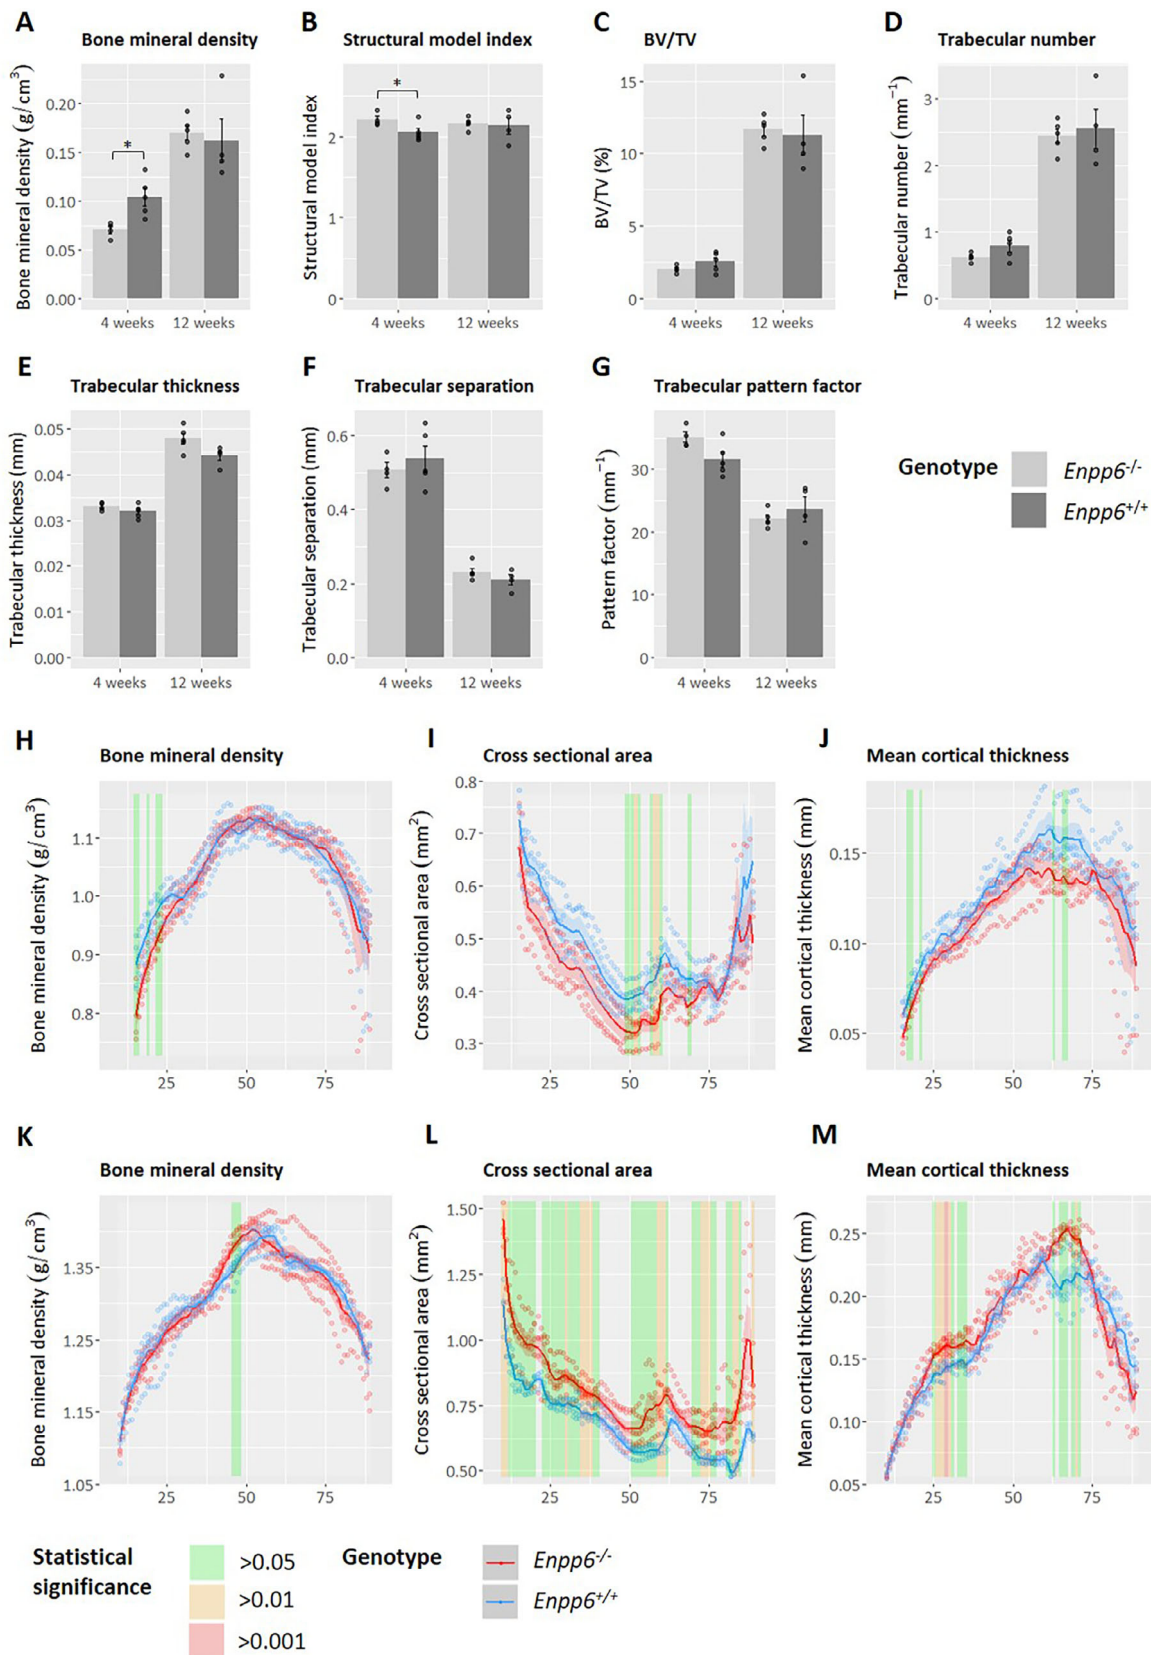 A
Bone mineral density
Bone mineral density (g/cm³)
0.20
0.15
0.10
0.05
0.00
*
4 weeks
12 weeks
B
Structural model index
Structural model index
2
1
0
*
4 weeks
12 weeks
C
BV/TV
BV/TV (%)
15
10
5
0
4 weeks
12 weeks
D
Trabecular number
Trabecular number (mm⁻¹)
3
2
1
0
4 weeks
12 weeks
E
Trabecular thickness
Trabecular thickness (mm)
0.05
0.04
0.03
0.02
0.01
0.00
4 weeks
12 weeks
F
Trabecular separation
Trabecular separation (mm)
0.6
0.4
0.2
0.0
4 weeks
12 weeks
G
Trabecular pattern factor
Pattern factor (mm⁻¹)
30
20
10
0
4 weeks
12 weeks
Genotype
Enpp6-/-
Enpp6+/+
H
Bone mineral density
Bone mineral density (g/cm³)
1.1
1.0
0.9
0.8
25
50
75
I
Cross sectional area
Cross sectional area (mm²)
0.8
0.7
0.6
0.5
0.4
0.3
25
50
75
J
Mean cortical thickness
Mean cortical thickness (mm)
0.15
0.10
0.05
25
50
75
K
Bone mineral density
Bone mineral density (g/cm³)
1.35
1.25
1.15
1.05
25
50
75
L
Cross sectional area
Cross sectional area (mm²)
1.50
1.25
1.00
0.75
0.50
25
50
75
M
Mean cortical thickness
Mean cortical thickness (mm)
0.25
0.20
0.15
0.10
0.05
25
50
75
Statistical
significance
>0.05
>0.01
>0.001
Genotype
Enpp6-/-
Enpp6+/+